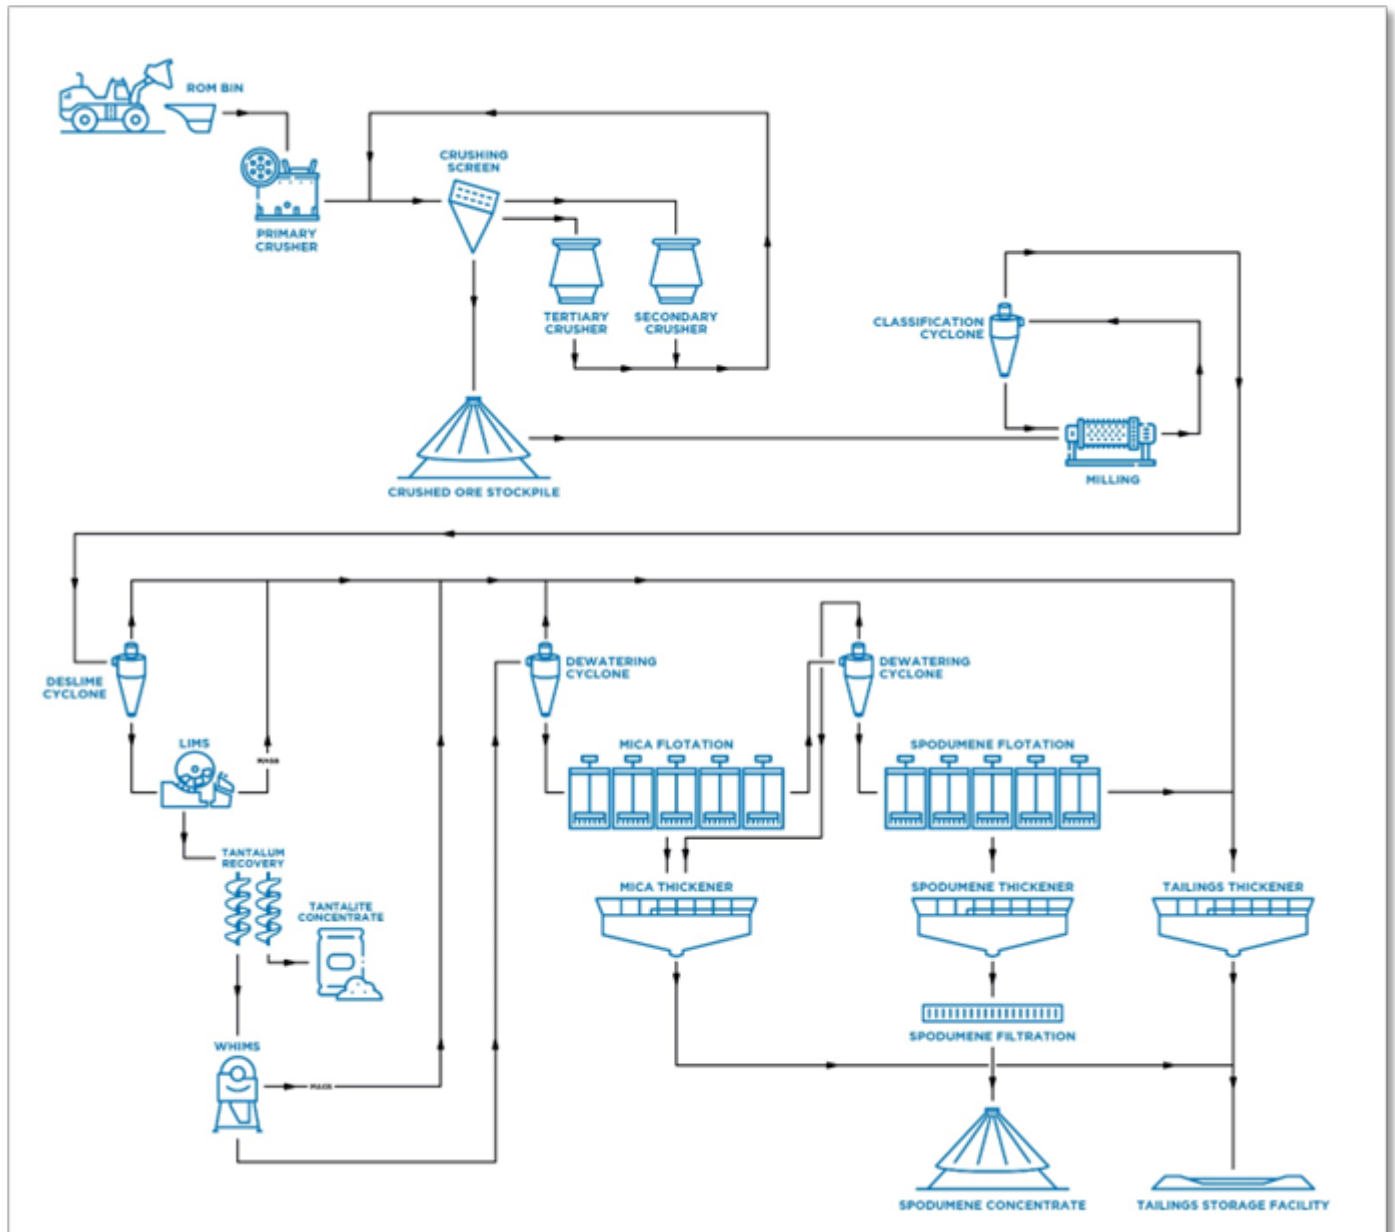 ROM BIN
CRUSHING
SCREEN
PRIMARY
CRUSHER
TERTIARY
CRUSHER
SECONDARY
CRUSHER
CLASSIFICATION
CYCLONE
MILLING
CRUSHED ORE STOCKPILE
DESLIME
CYCLONE
DEWATERING
CYCLONE
DEWATERING
CYCLONE
LIMS
MICA FLOTATION
SPODUMENE FLOTATION
TANTALUM
RECOVERY
TANTALITE
CONCENTRATE
MICA THICKENER
SPODUMENE THICKENER
TAILINGS THICKENER
SPODUMENE FILTRATION
WHIMS
SPODUMENE CONCENTRATE
TAILINGS STORAGE FACILITY